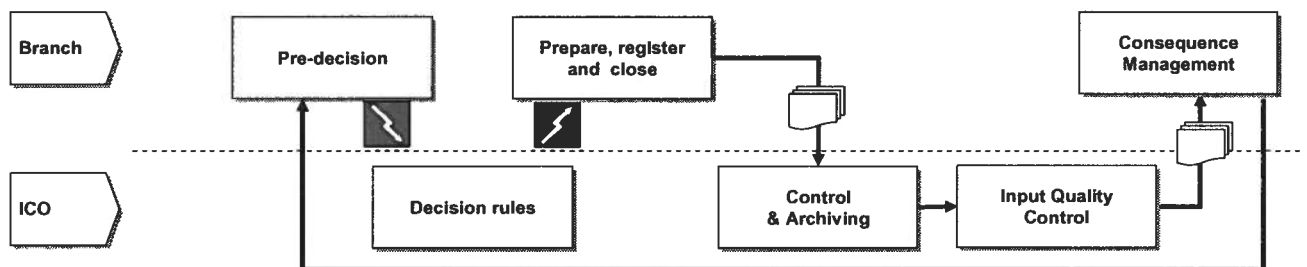 Branch
Pre-decision
Prepare, register
and close
Consequence
Management
ICO
Decision rules
Control
& Archiving
Input Quality
Control